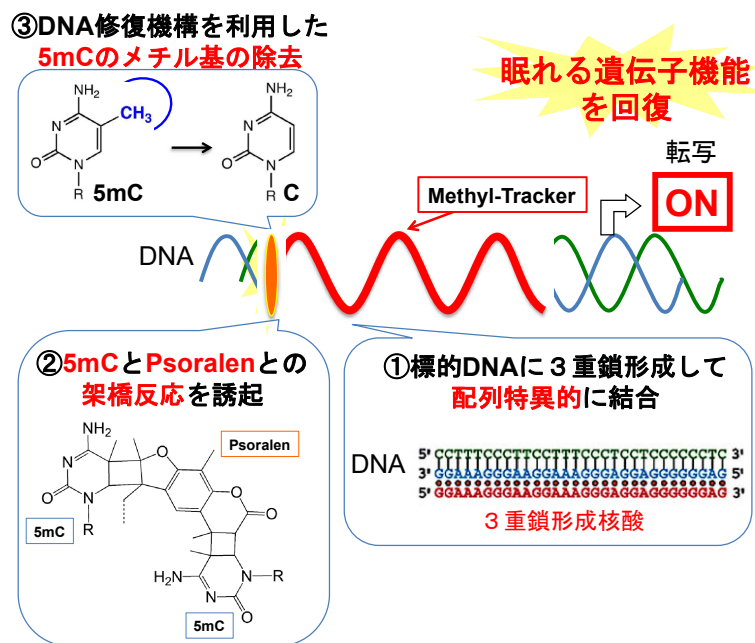 ③DNA修復機構を利用した
5mCのメチル基の除去
NH₂
CH₃
N
O
N
R
5mC
NH₂
N
O
N
R
C
眠れる遺伝子機能
を回復
転写
ON
Methyl-Tracker
DNA
②5mCとPsoralenとの
架橋反応を誘起
NH₂
N
O
N
R
5mC
O
Psoralen
O
O
H₂N
N
N
R
O
5mC
①標的DNAに３重鎖形成して
配列特異的に結合
DNA
5' CCTTTCCCTTCCTTTCCCTCCTCCCCCCTC 3'
3' GGAAAGGGAAGGAAAGGGAGGAGGGGGGAG 5'
5' GGAAAGGGAAGGAAAGGGAGGAGGGGGGAG 3'
３重鎖形成核酸